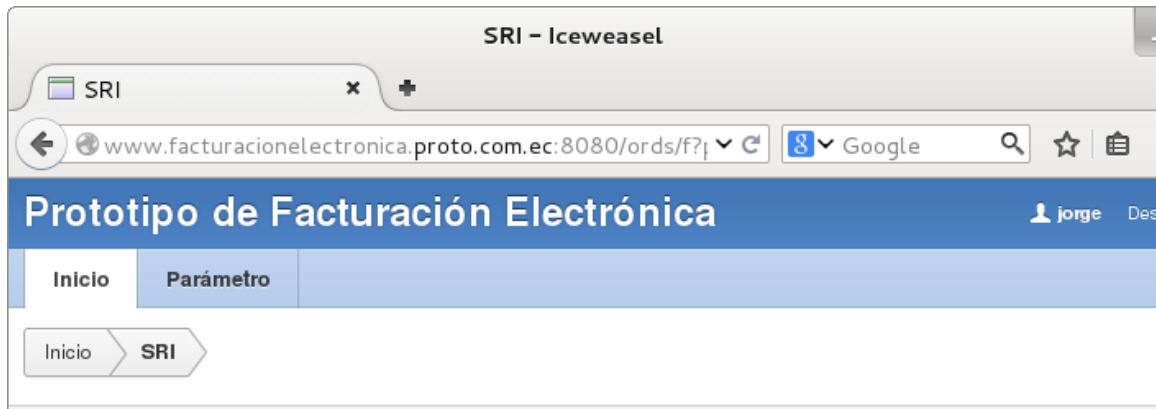 SRI – Iceweasel
SRI
www.facturacionelectronica.proto.com.ec:8080/ords/f?p Google
Prototipo de Facturación Electrónica jorge Des
Inicio Parámetro
Inicio SRI